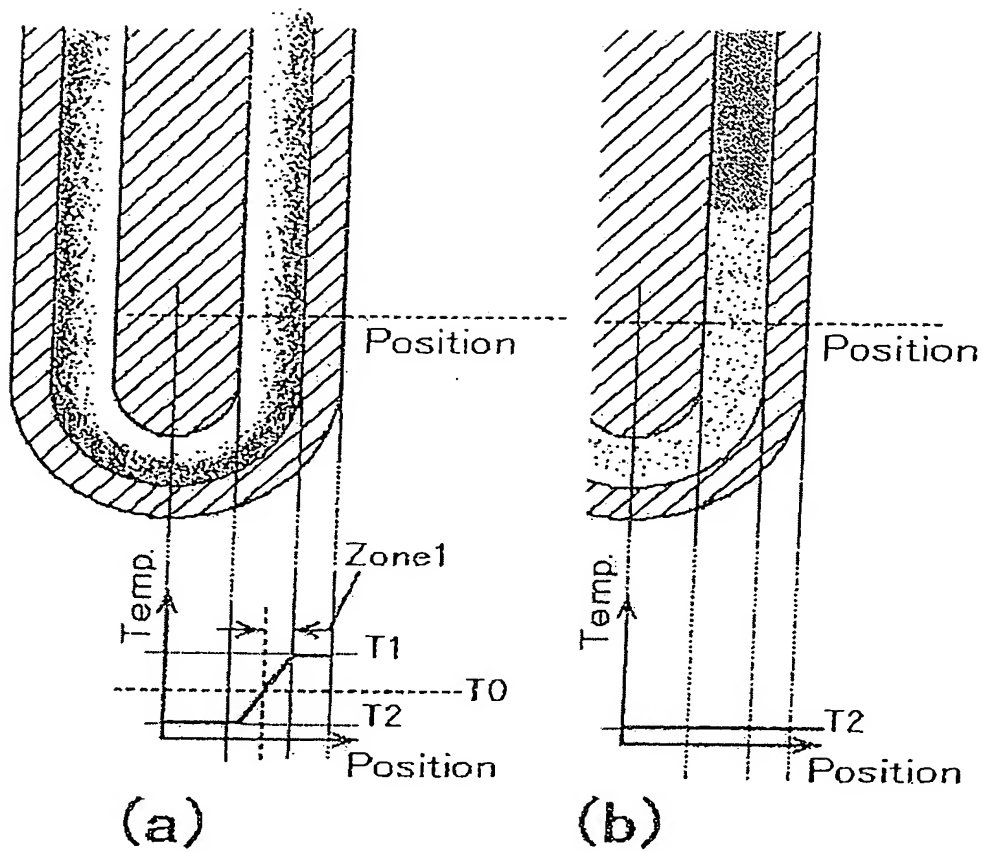 Position
Position
Zone1
Temp.
T1
T0
T2
Position
Temp.
T2
Position
(a)
(b)